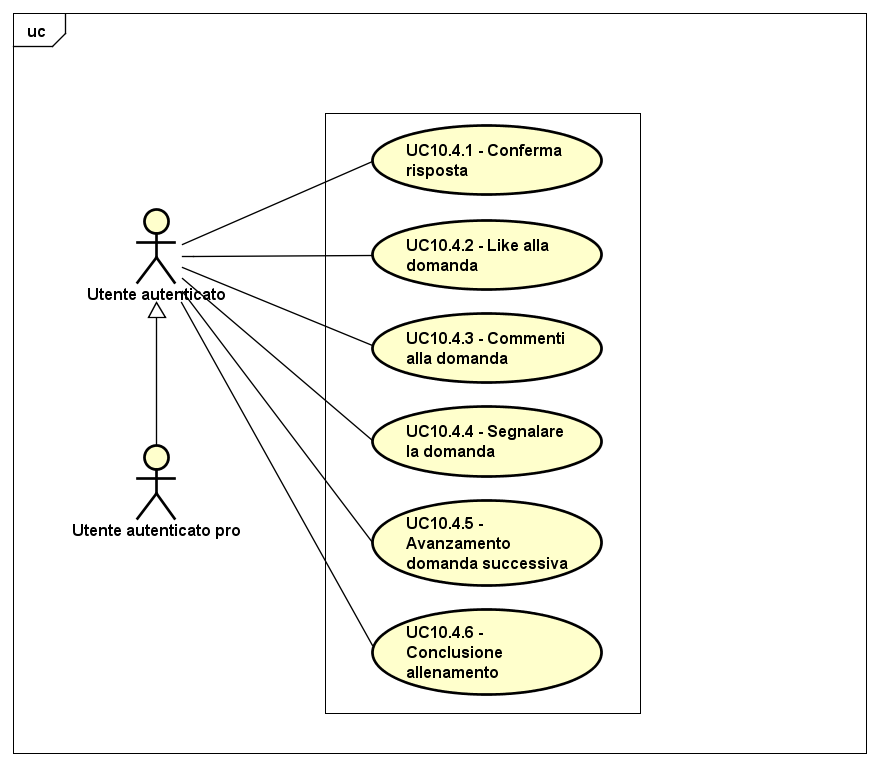 uc
UC10.4.1 - Conferma
risposta
UC10.4.2 - Like alla
domanda
Utente autenticato
UC10.4.3 - Commenti
alla domanda
UC10.4.4 - Segnalare
la domanda
Utente autenticato pro
UC10.4.5 -
Avanzamento
domanda successiva
UC10.4.6 -
Conclusione
allenamento